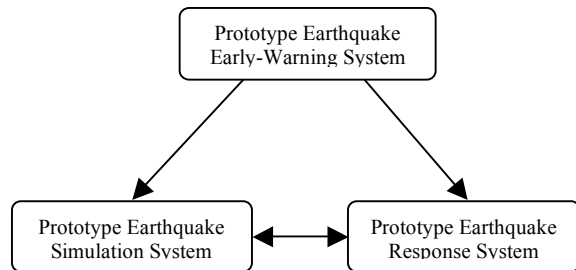 Prototype Earthquake
Early-Warning System
Prototype Earthquake
Simulation System
Prototype Earthquake
Response System